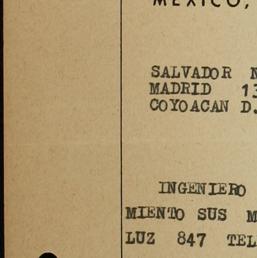 MEXICO,
SALVADOR N
MADRID 13
COYOACAN D.
INGENIERO
MIENTO SUS M
LUZ 847 TEL